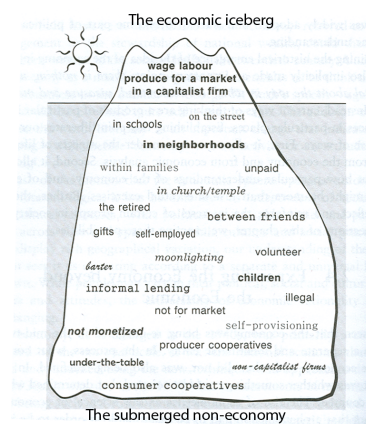 The economic iceberg
wage labour
produce for a market
in a capitalist firm
in schools
on the street
in neighborhoods
within families
unpaid
in church/temple
the retired
between friends
gifts
self-employed
moonlighting
volunteer
barter
children
informal lending
illegal
not for market
self-provisioning
not monetized
producer cooperatives
under-the-table
non-capitalist firms
consumer cooperatives
The submerged non-economy